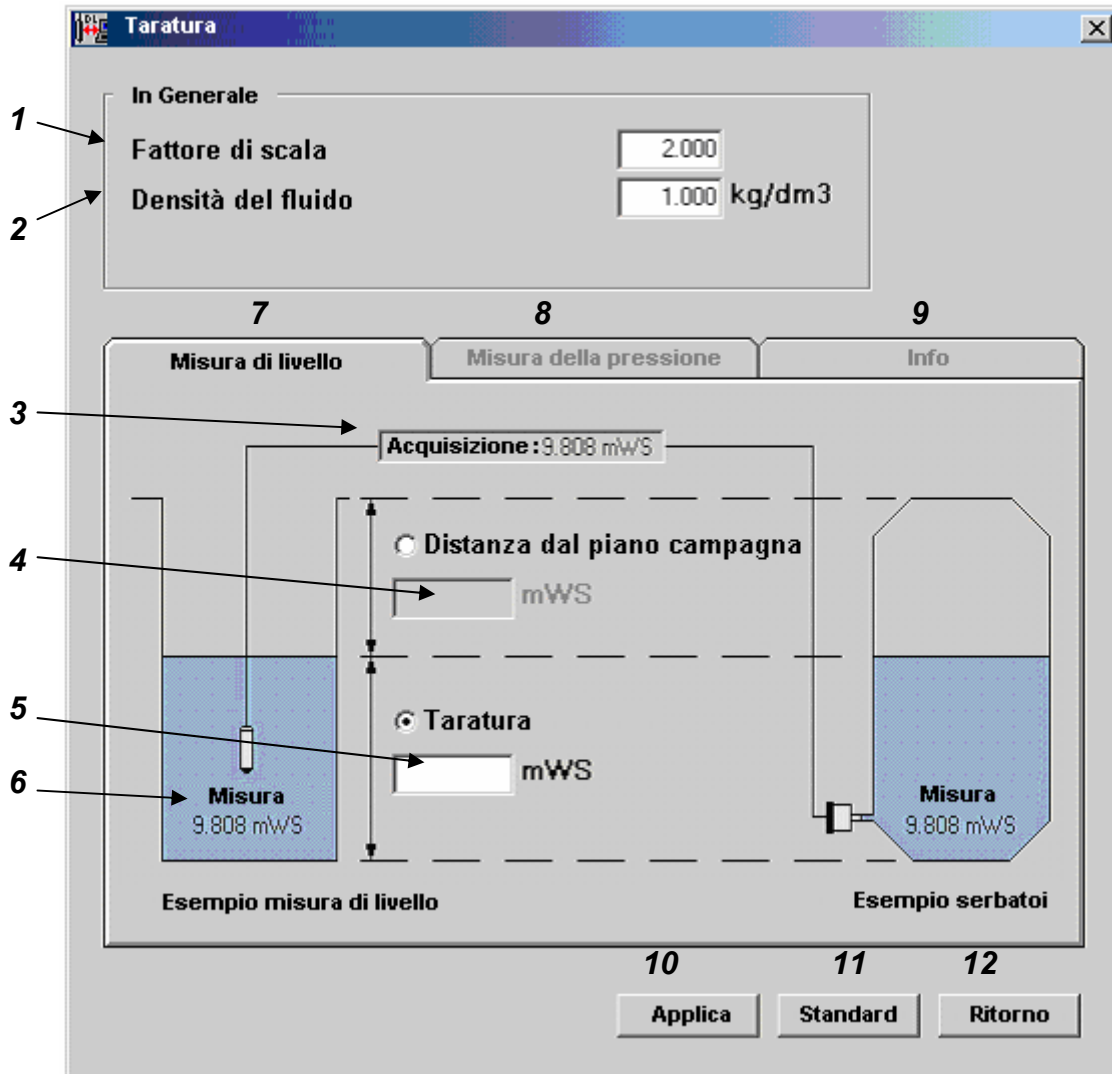 Taratura
In Generale
1
Fattore di scala 2.000
2
Densità del fluido 1.000 kg/dm3
7 8 9
Misura di livello Misura della pressione Info
3
Acquisizione: 9.808 mWS
4
Distanza dal piano campagna
mWS
5
Taratura
mWS
6
Misura
9.808 mWS
Misura
9.808 mWS
Esempio misura di livello
Esempio serbatoi
10 11 12
Applica Standard Ritorno